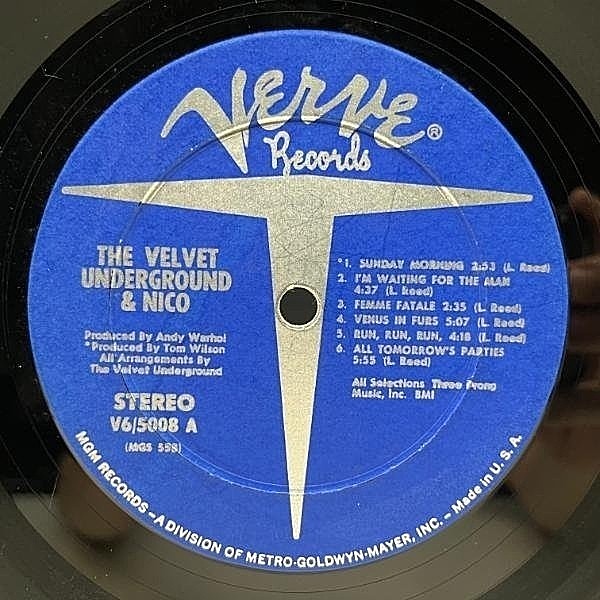 Verve®
Records
THE VELVET
UNDERGROUND
& NICO
Produced By Andy Warhol
*Produced By Tom Wilson
All Arrangements By
The Velvet Underground
STEREO
V6/5008 A
(MGS 558)
*1. SUNDAY MORNING 2:53 (L. Reed)
2. I'M WAITING FOR THE MAN
4:37 (L. Reed)
3. FEMME FATALE 2:35 (L. Reed)
4. VENUS IN FURS 5:07 (L. Reed)
5. RUN, RUN, RUN, 4:18 (L. Reed)
6. ALL TOMORROW'S PARTIES
5:55 (L. Reed)
All Selections Three Prong
Music, Inc. BMI
MGM RECORDS – A DIVISION OF METRO-GOLDWYN-MAYER, INC. – Made in U. S. A.